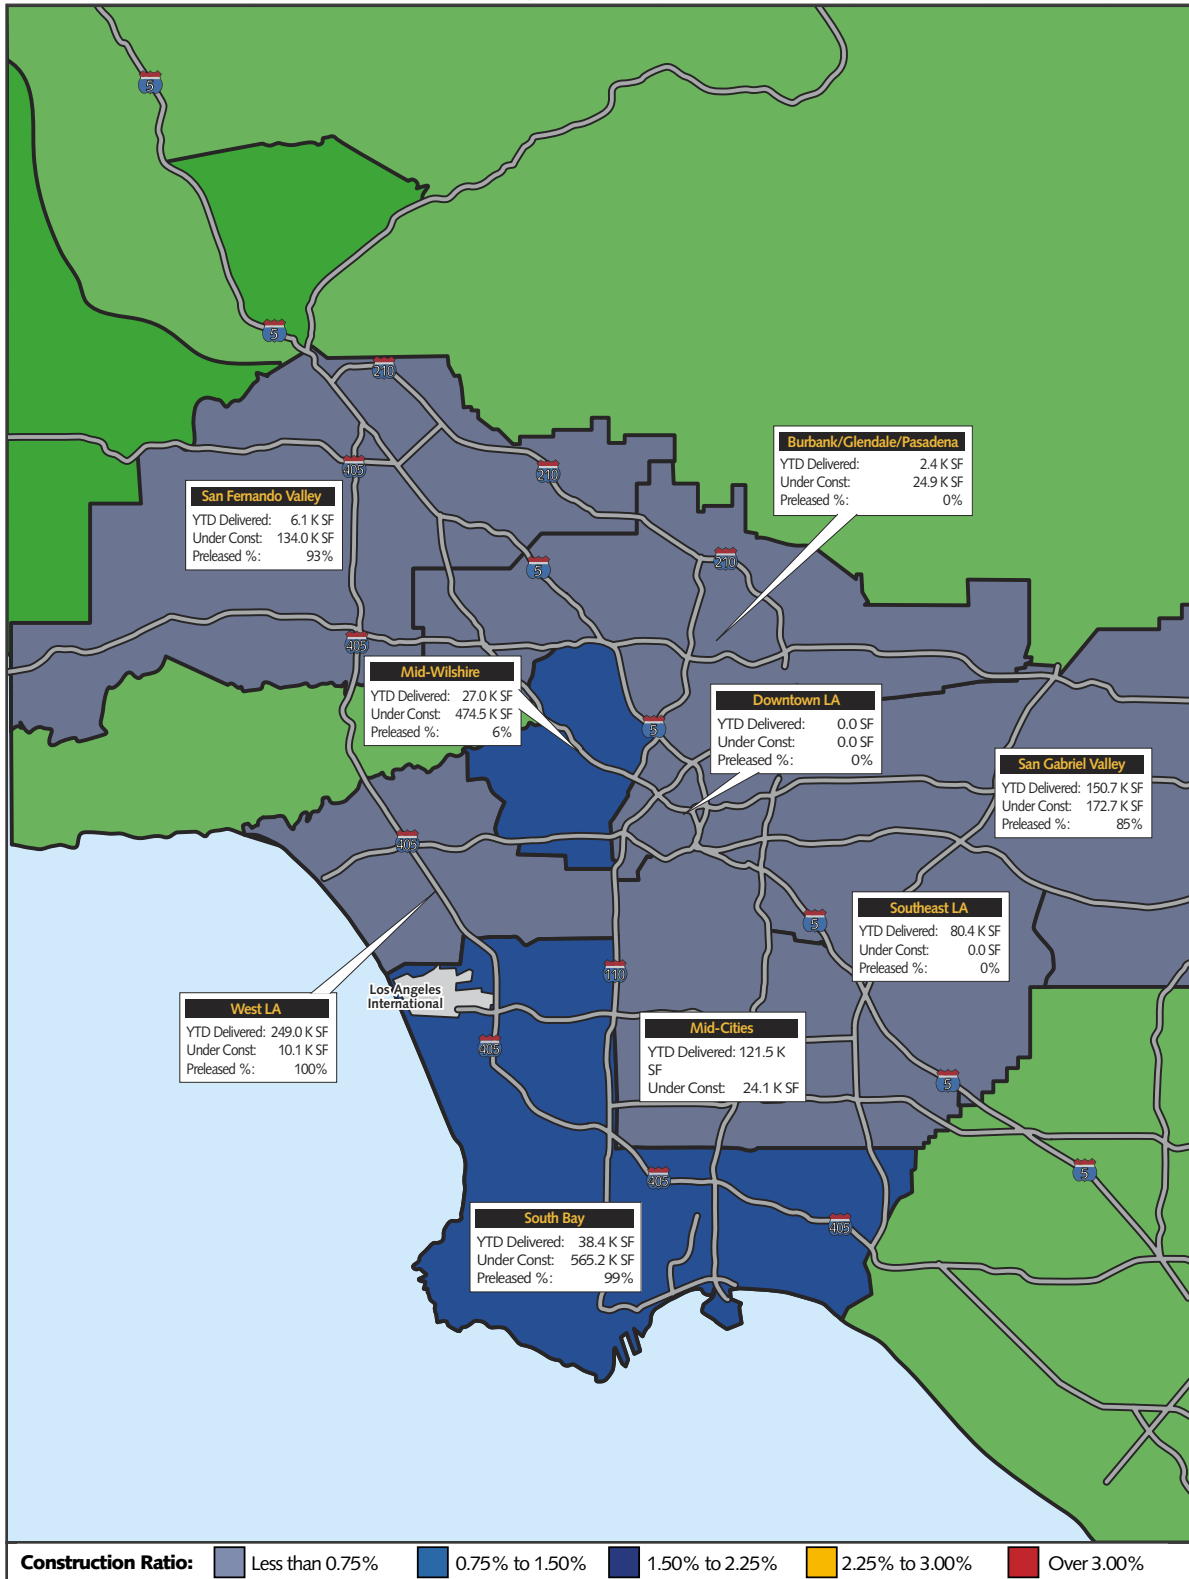 5
5
210
Burbank/Glendale/Pasadena
YTD Delivered: 2.4 K SF
Under Const: 24.9 K SF
Preleased %: 0%
405
210
San Fernando Valley
YTD Delivered: 6.1 K SF
Under Const: 134.0 K SF
Preleased %: 93%
5
210
405
Mid-Wilshire
YTD Delivered: 27.0 K SF
Under Const: 474.5 K SF
Preleased %: 6%
Downtown LA
YTD Delivered: 0.0 SF
Under Const: 0.0 SF
Preleased %: 0%
5
San Gabriel Valley
YTD Delivered: 150.7 K SF
Under Const: 172.7 K SF
Preleased %: 85%
405
Southeast LA
YTD Delivered: 80.4 K SF
Under Const: 0.0 SF
Preleased %: 0%
5
110
Los Angeles
International
West LA
YTD Delivered: 249.0 K SF
Under Const: 10.1 K SF
Preleased %: 100%
Mid-Cities
YTD Delivered: 121.5 K
SF
Under Const: 24.1 K SF
405
5
405
5
405
South Bay
YTD Delivered: 38.4 K SF
Under Const: 565.2 K SF
Preleased %: 99%
Construction Ratio: Less than 0.75% 0.75% to 1.50% 1.50% to 2.25% 2.25% to 3.00% Over 3.00%